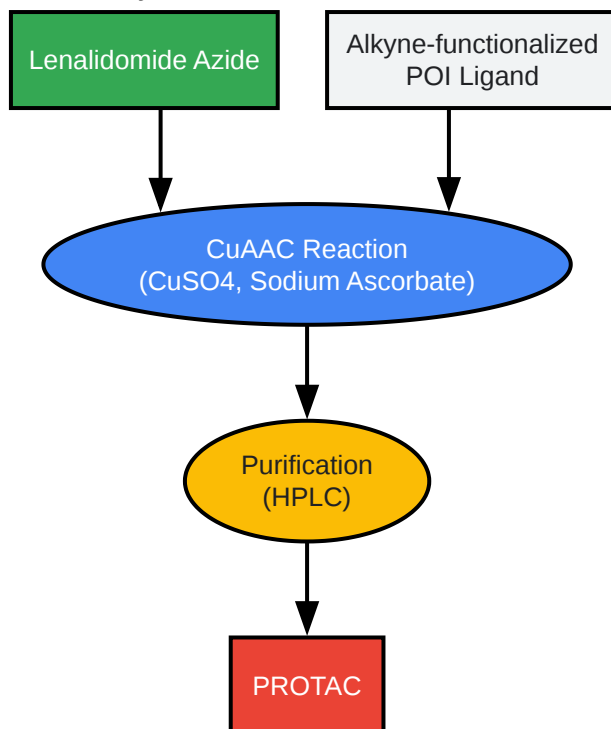 Lenalidomide Azide
Alkyne-functionalized
POI Ligand
CuAAC Reaction
(CuSO4, Sodium Ascorbate)
Purification
(HPLC)
PROTAC